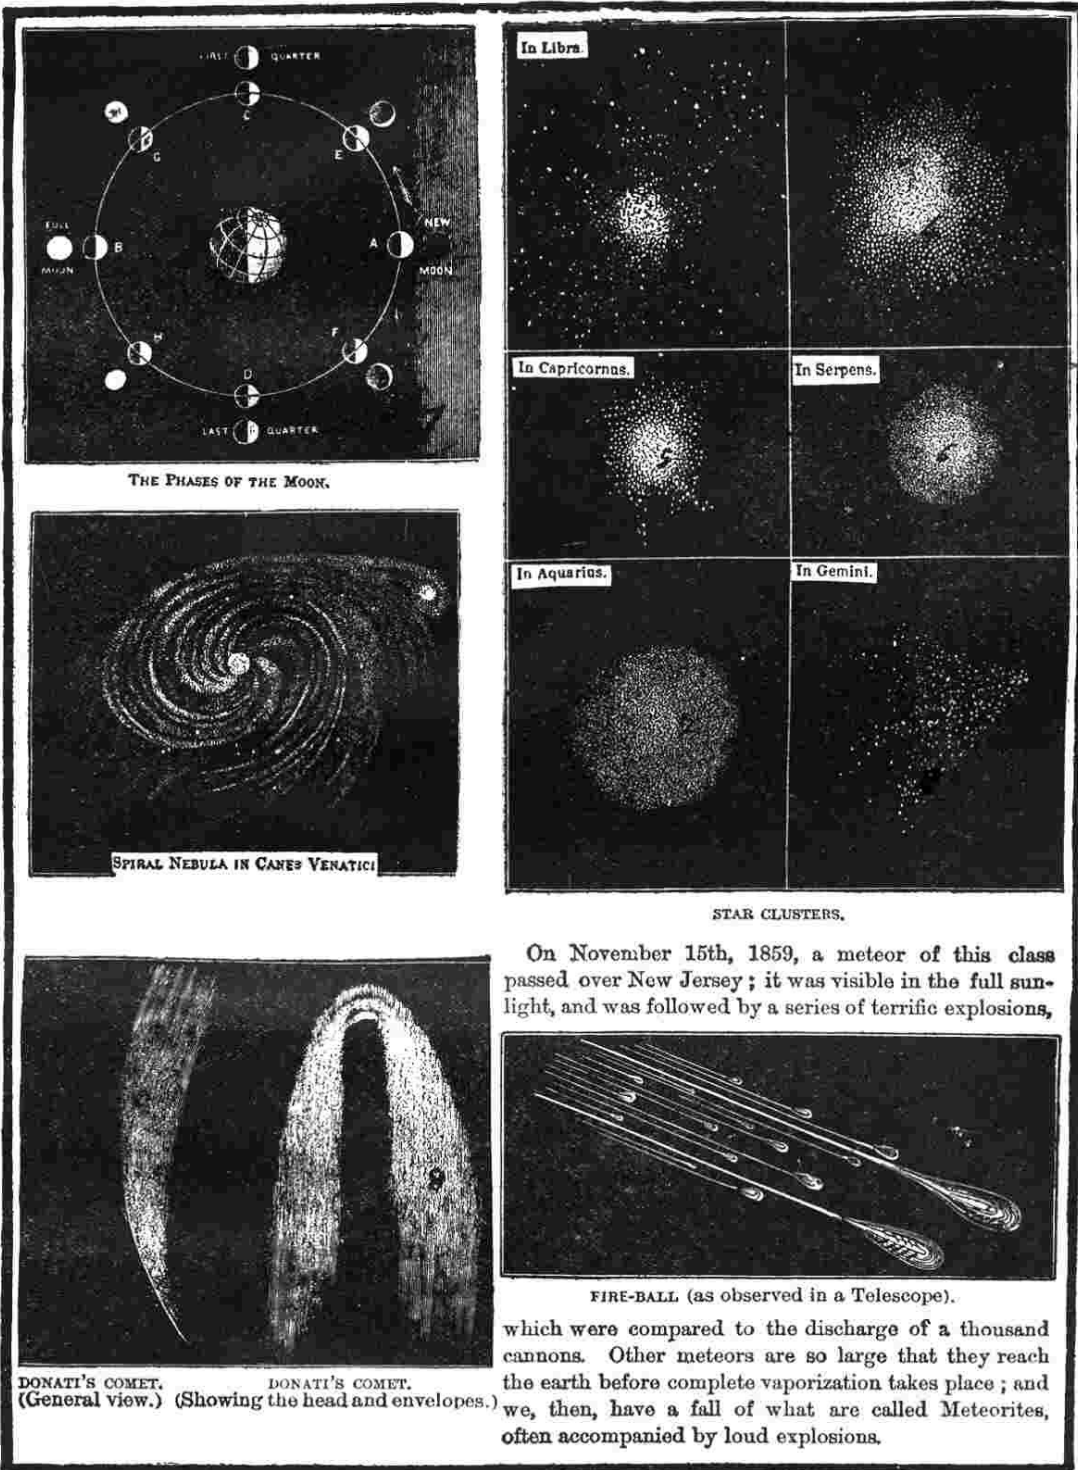 FIRST QUARTER
C
G
E
FULL
MOON
B
A
NEW
MOON
H
F
D
LAST QUARTER
THE PHASES OF THE MOON.
SPIRAL NEBULA IN CANES VENATICI
In Libra.
In Capricornus.
In Serpens.
In Aquarius.
In Gemini.
STAR CLUSTERS.
On November 15th, 1859, a meteor of this class
passed over New Jersey; it was visible in the full sun-
light, and was followed by a series of terrific explosions,
FIRE-BALL (as observed in a Telescope).
which were compared to the discharge of a thousand
cannons. Other meteors are so large that they reach
the earth before complete vaporization takes place; and
we, then, have a fall of what are called Meteorites,
often accompanied by loud explosions.
DONATI'S COMET.
(General view.)
DONATI'S COMET.
(Showing the head and envelopes.)